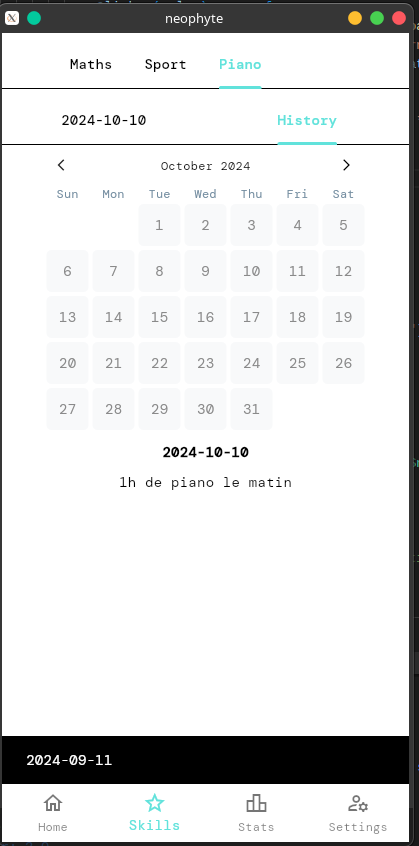 neophyte
Maths Sport Piano
2024-10-10 History
October 2024
Sun Mon Tue Wed Thu Fri Sat
1 2 3 4 5
6 7 8 9 10 11 12
13 14 15 16 17 18 19
20 21 22 23 24 25 26
27 28 29 30 31
2024-10-10
1h de piano le matin
2024-09-11
Home Skills Stats Settings